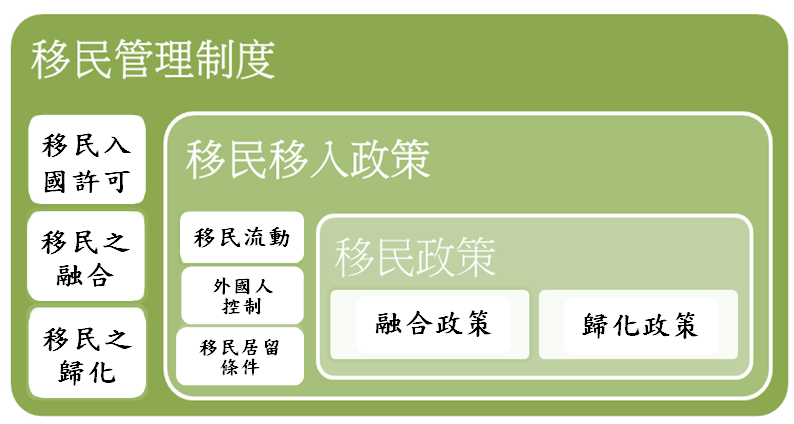 移民管理制度
移民入
國許可
移民之
融合
移民之
歸化
移民移入政策
移民流動
外國人
控制
移民居留
條件
移民政策
融合政策
歸化政策